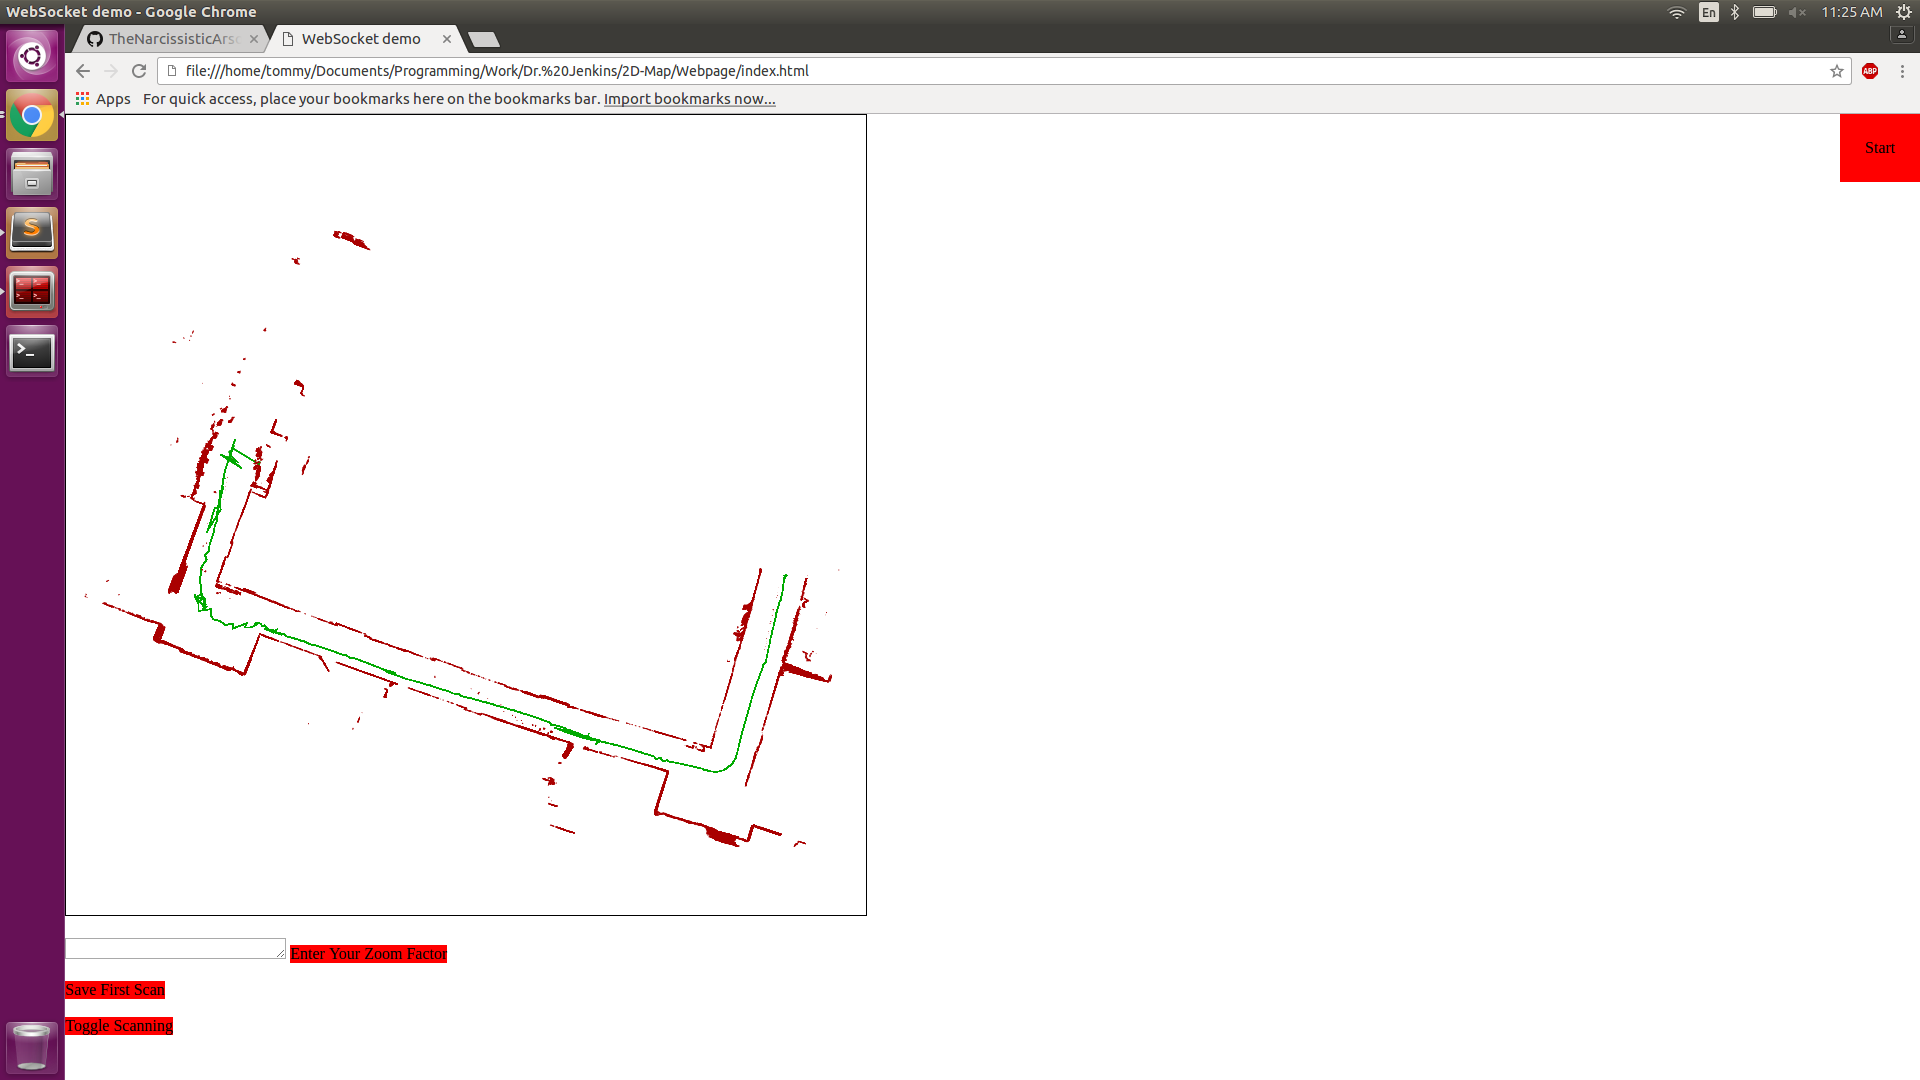 WebSocket demo - Google Chrome
En
11:25 AM
TheNarcissisticArs
WebSocket demo
file:///home/tommy/Documents/Programming/Work/Dr.%20Jenkins/2D-Map/Webpage/index.html
ABP
Apps For quick access, place your bookmarks here on the bookmarks bar. Import bookmarks now...
Start
Enter Your Zoom Factor
Save First Scan
Toggle Scanning